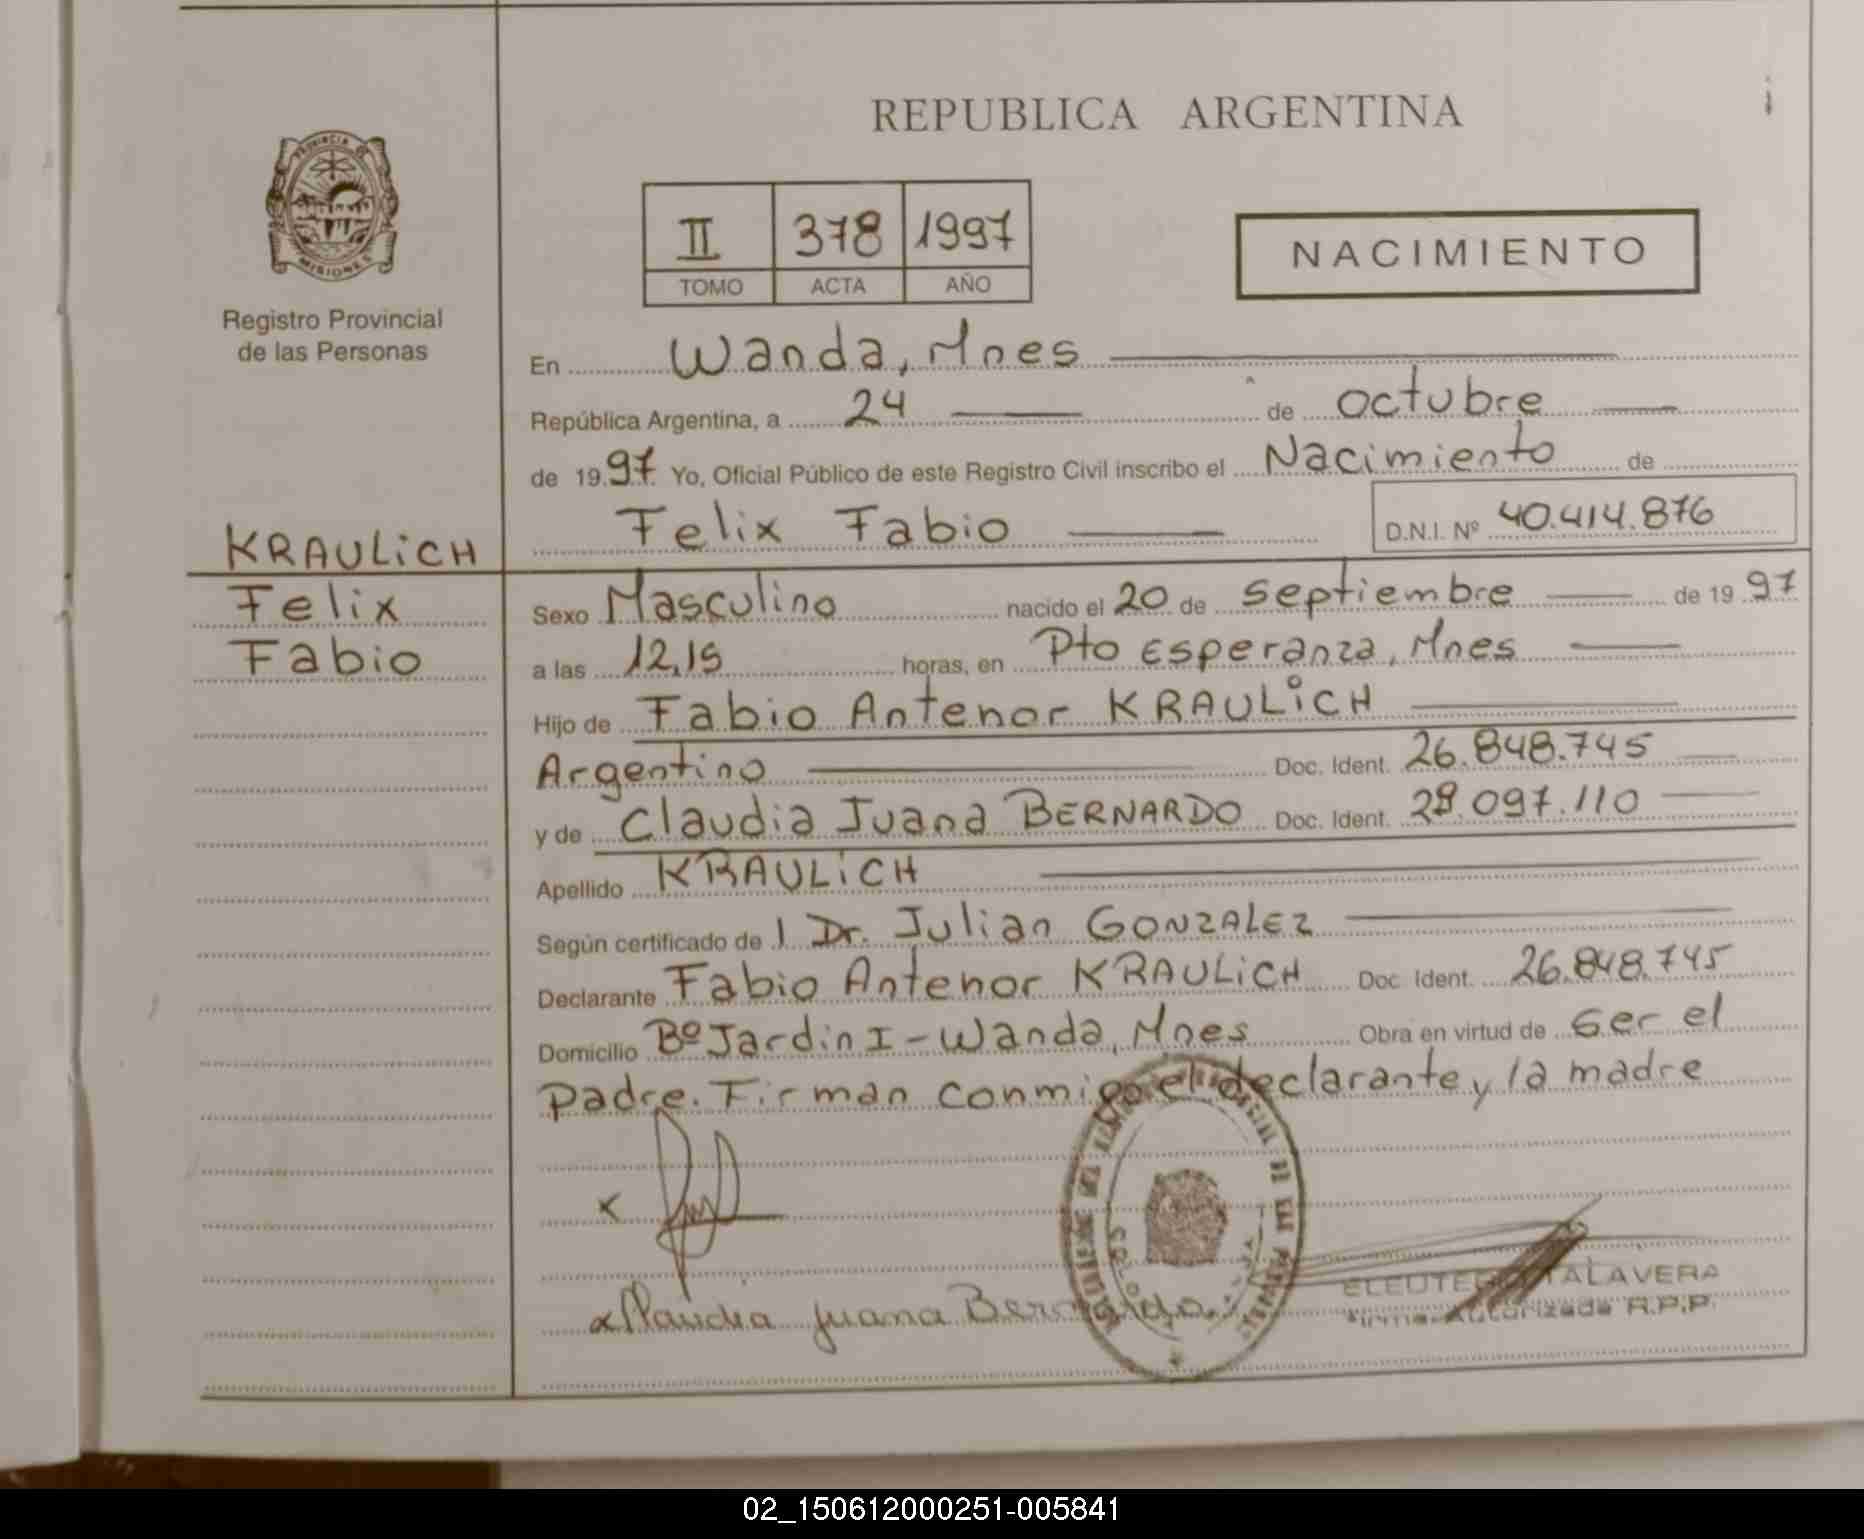 REPUBLICA ARGENTINA
PROVINCIA DE
MISIONES
Registro Provincial
de las Personas
II 378 1997
TOMO ACTA AÑO
NACIMIENTO
En Wanda, Mnes
República Argentina, a 24 de octubre
de 1997 Yo, Oficial Público de este Registro Civil inscribo el Nacimiento de
Felix Fabio D.N.I. Nº 40.414.876
KRAULiCH
Felix
Fabio
Sexo Masculino nacido el 20 de septiembre de 1997
a las 12,15 horas, en Pto Esperanza, Mnes
Hijo de Fabio Antenor KRAULiCH
Argentino Doc. Ident. 26.848.745
y de Claudia Juana BERNARDO Doc. Ident. 29.097.110
Apellido KRAULiCH
Según certificado de l Dr. Julian GONZALEZ
Declarante Fabio Antenor KRAULiCH Doc. Ident. 26.848.745
Domicilio Bº Jardin I - Wanda, Mnes Obra en virtud de ser el
padre. Firman conmigo el declarante y la madre
x
x Claudia Juana Bernardo
ELEUTERIO TALAVERA
Firma Autorizada R.P.P.
02_150612000251-005841